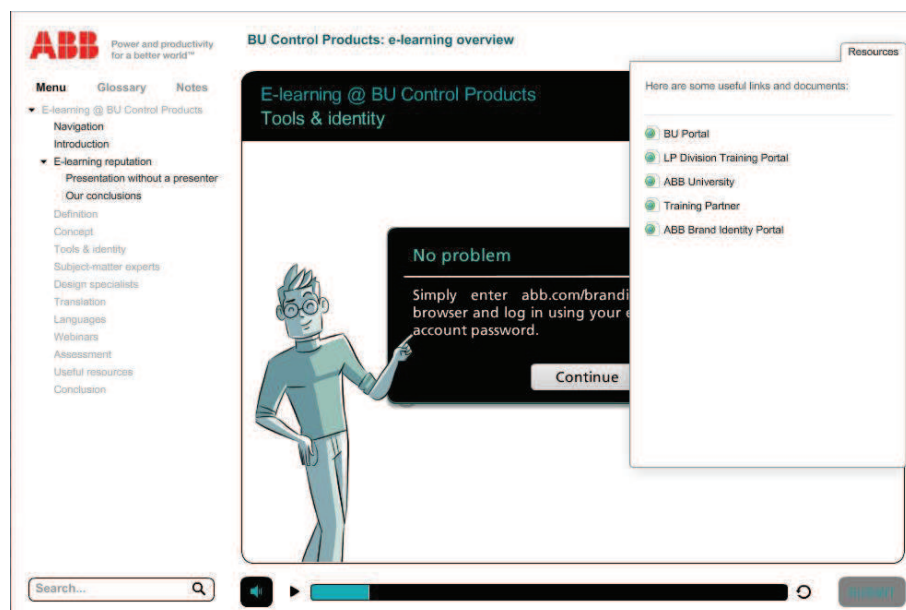 ABB
Power and productivity
for a better world™
BU Control Products: e-learning overview
Resources
Menu Glossary Notes
E-learning @ BU Control Products
Navigation
Introduction
E-learning reputation
Presentation without a presenter
Our conclusions
Definition
Concept
Tools & identity
Subject-matter experts
Design specialists
Translation
Languages
Webinars
Assessment
Useful resources
Conclusion
Search...
E-learning @ BU Control Products
Tools & identity
No problem
Simply enter abb.com/brandi
browser and log in using your e
account password.
Continue
Here are some useful links and documents:
BU Portal
LP Division Training Portal
ABB University
Training Partner
ABB Brand Identity Portal